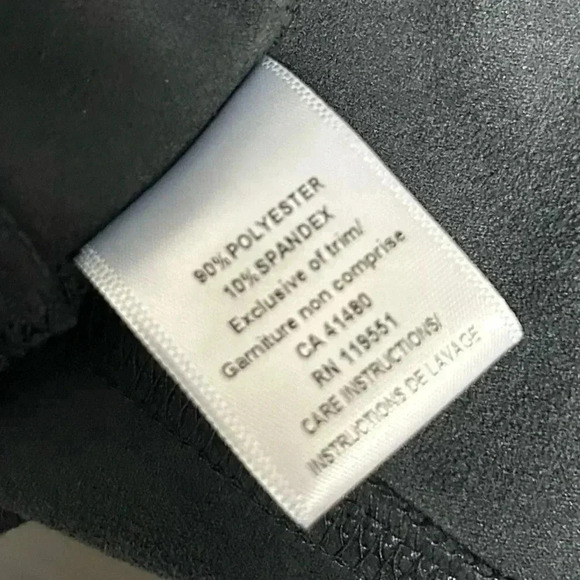 90%POLYESTER
10%SPANDEX
Exclusive of trim/
Garniture non comprise
CA 41480
RN 119551
CARE INSTRUCTIONS/
INSTRUCTIONS DE LAVAGE